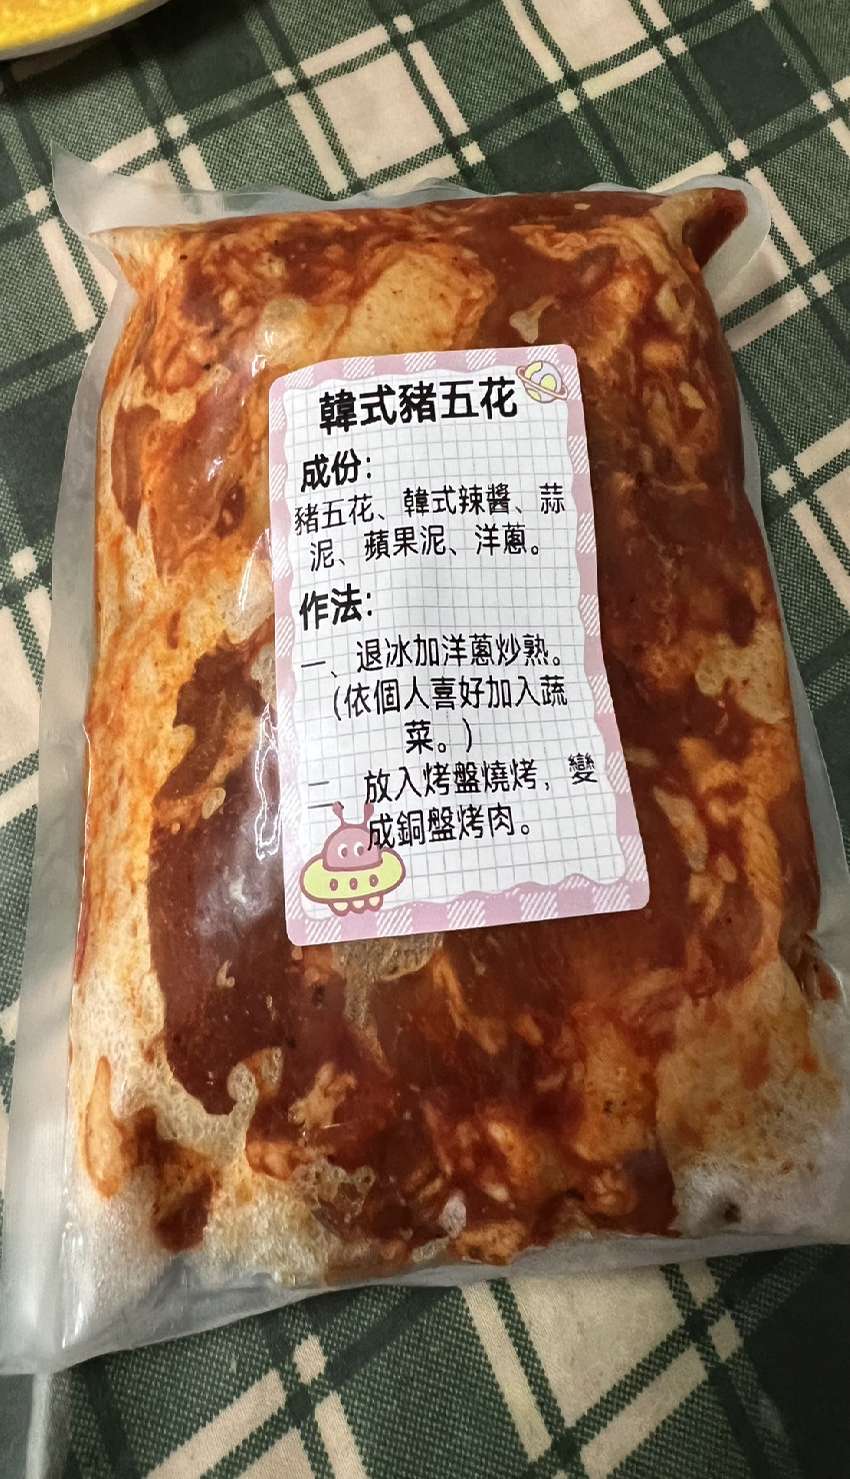 韓式豬五花
成份：
豬五花、韓式辣醬、蒜
泥、蘋果泥、洋蔥。
作法：
一、退冰加洋蔥炒熟。
(依個人喜好加入蔬
菜。)
二、放入烤盤燒烤，變
成銅盤烤肉。